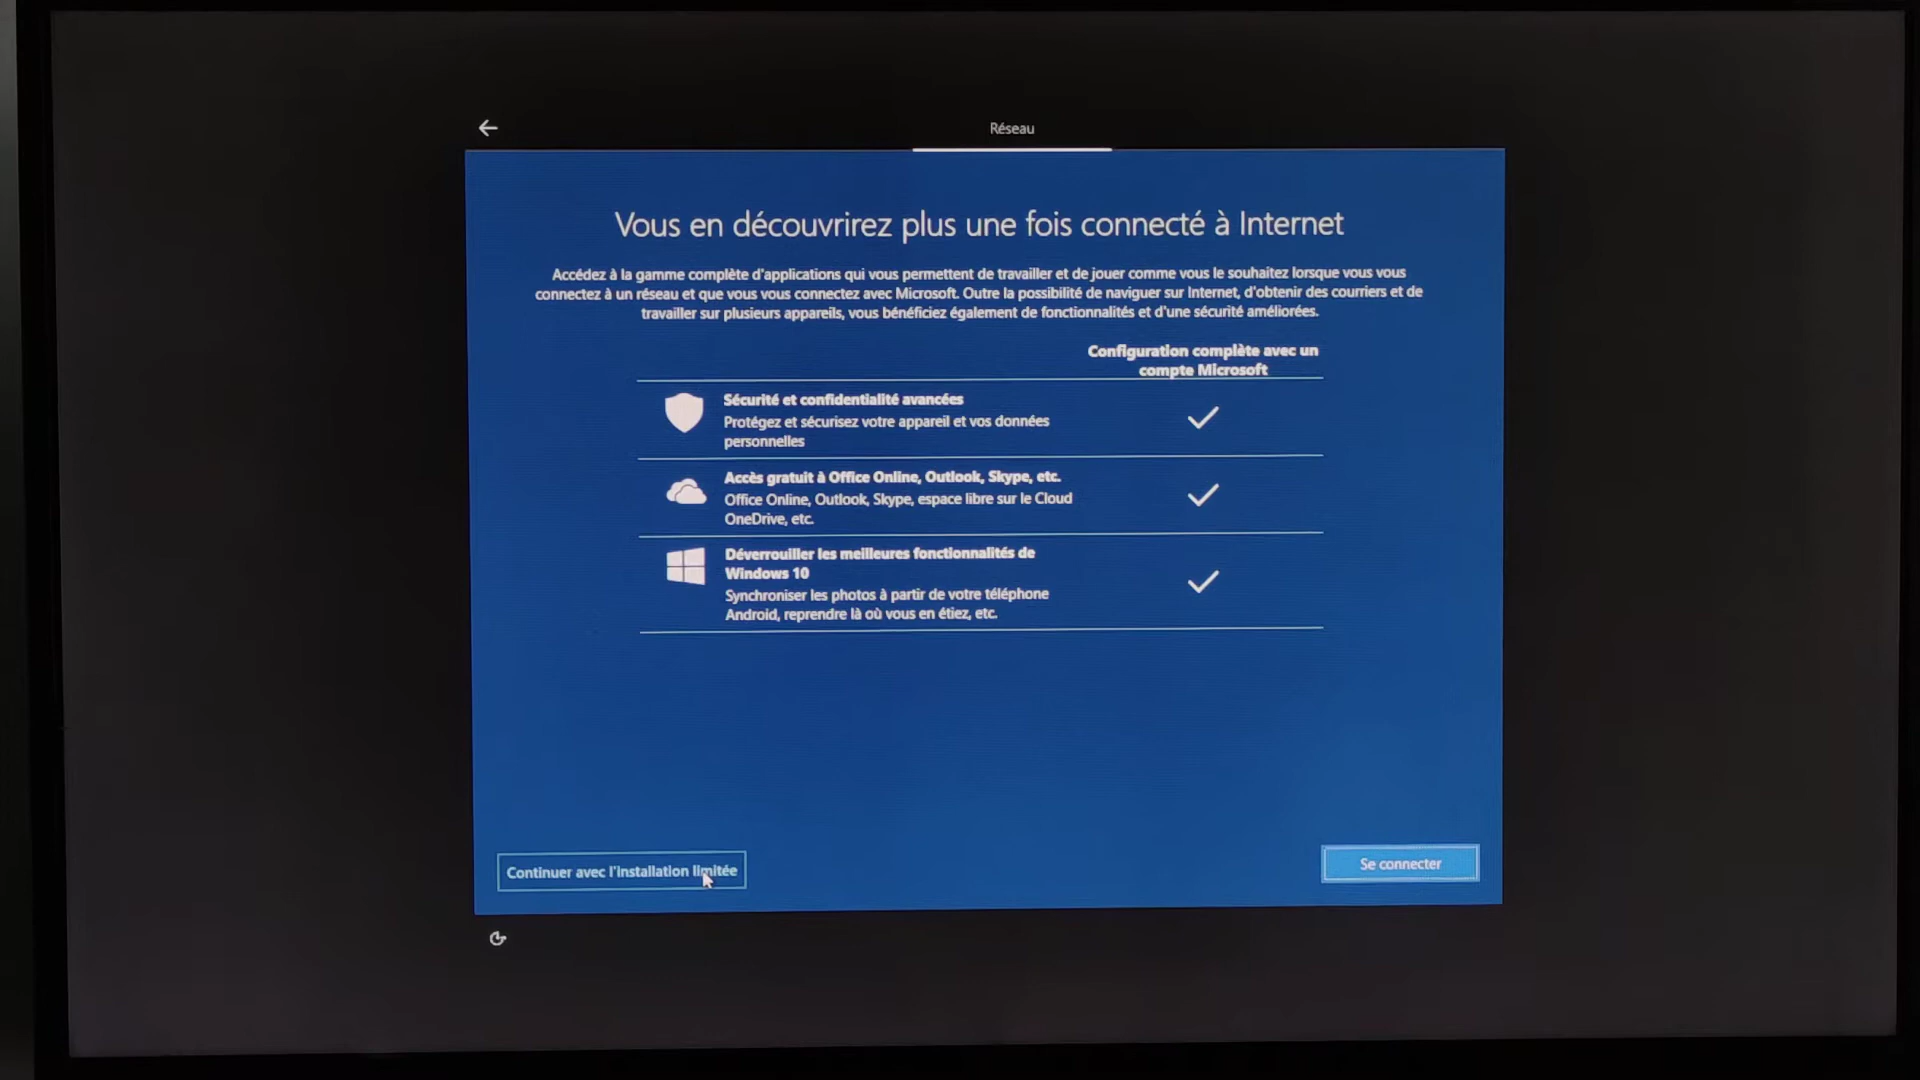 Réseau
Vous en découvrirez plus une fois connecté à Internet
Accédez à la gamme complète d'applications qui vous permettent de travailler et de jouer comme vous le souhaitez lorsque vous vous
connectez à un réseau et que vous vous connectez avec Microsoft. Outre la possibilité de naviguer sur Internet, d'obtenir des courriers et de
travailler sur plusieurs appareils, vous bénéficiez également de fonctionnalités et d'une sécurité améliorées.
Configuration complète avec un
compte Microsoft
Sécurité et confidentialité avancées
Protégez et sécurisez votre appareil et vos données
personnelles
Accès gratuit à Office Online, Outlook, Skype, etc.
Office Online, Outlook, Skype, espace libre sur le Cloud
OneDrive, etc.
Déverrouiller les meilleures fonctionnalités de
Windows 10
Synchroniser les photos à partir de votre téléphone
Android, reprendre là où vous en étiez, etc.
Continuer avec l'installation limitée
Se connecter